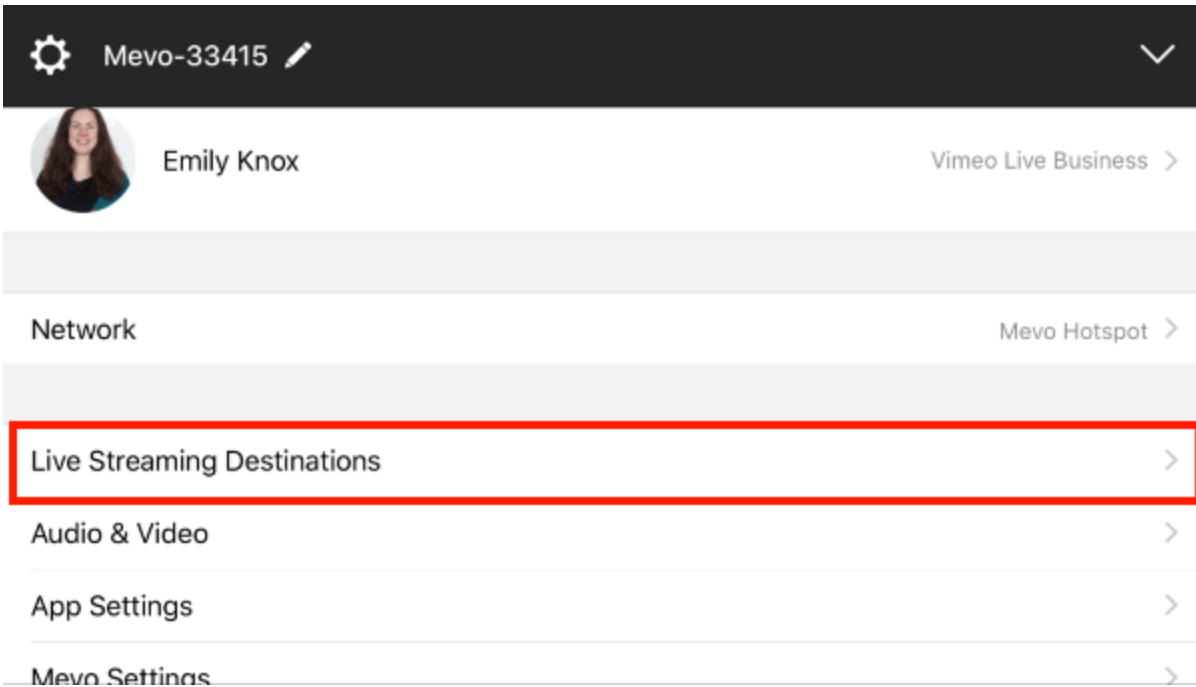 Mevo-33415
Emily Knox
Vimeo Live Business
Network
Mevo Hotspot
Live Streaming Destinations
Audio & Video
App Settings
Mevo Settings